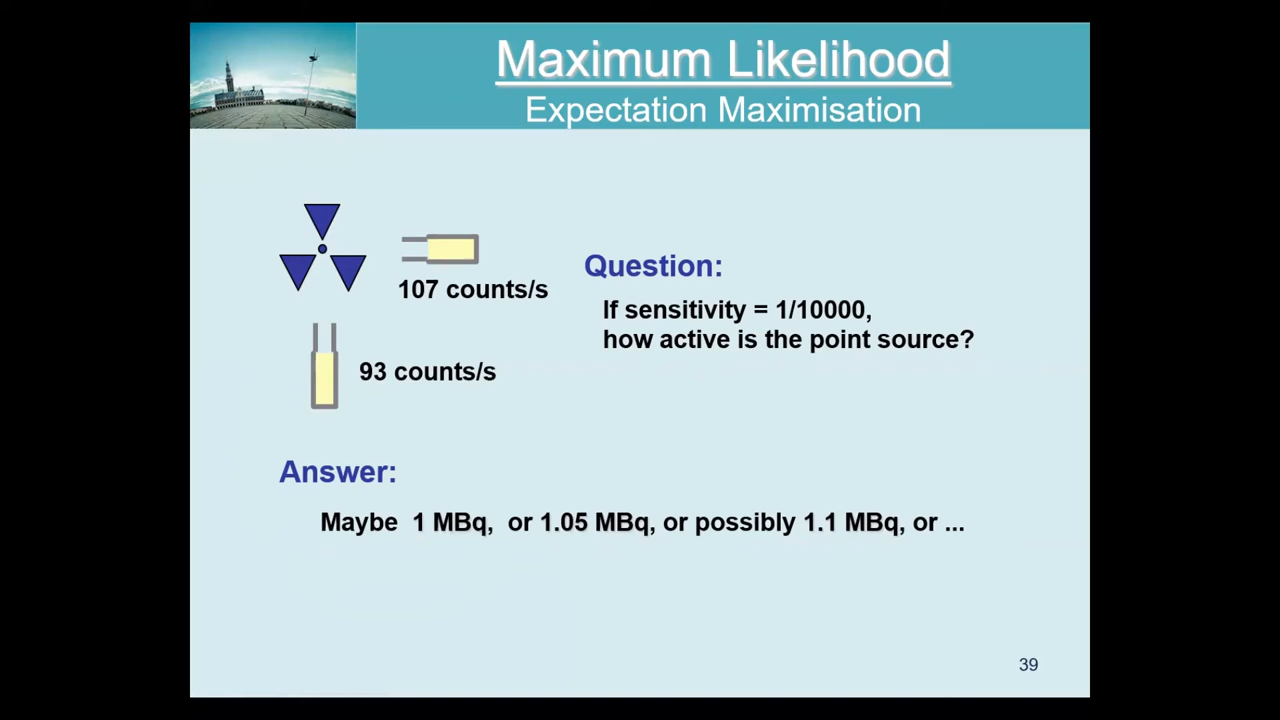 Maximum Likelihood
Expectation Maximisation
107 counts/s
93 counts/s
Question:
If sensitivity = 1/10000,
how active is the point source?
Answer:
Maybe 1 MBq, or 1.05 MBq, or possibly 1.1 MBq, or ...
39